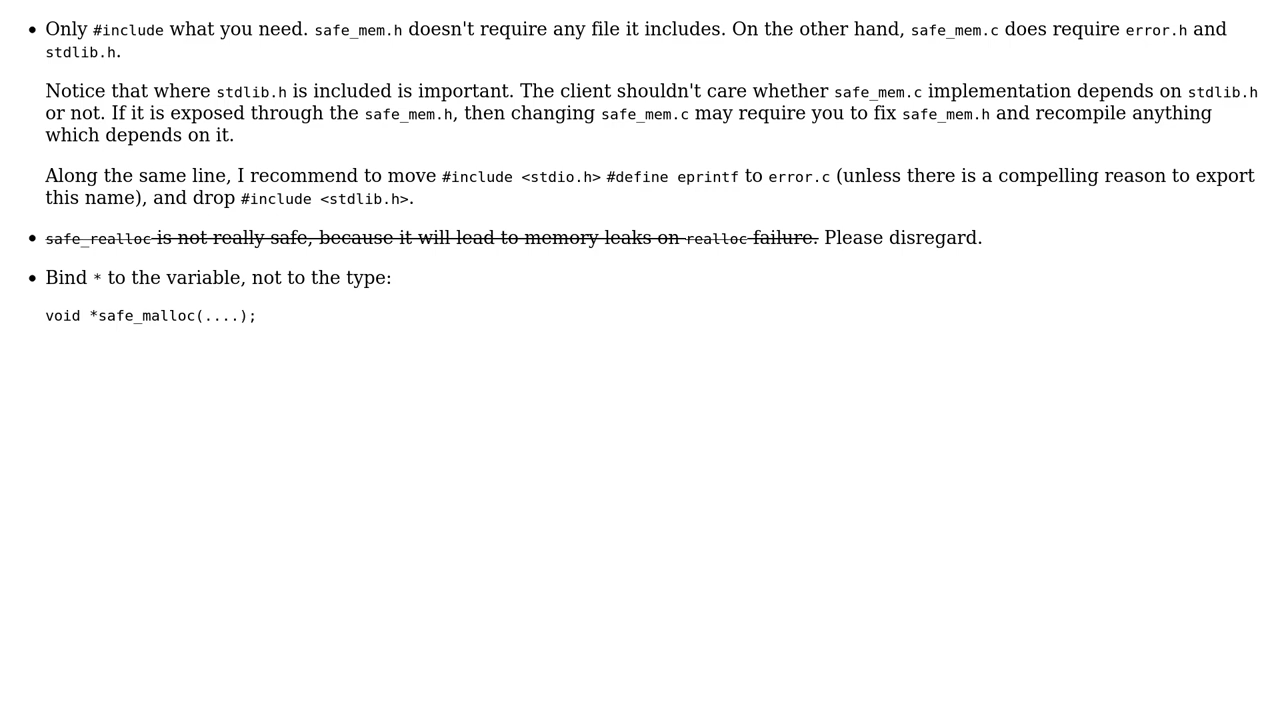 • Only #include what you need. safe_mem.h doesn't require any file it includes. On the other hand, safe_mem.c does require error.h and
stdlib.h.
Notice that where stdlib.h is included is important. The client shouldn't care whether safe_mem.c implementation depends on stdlib.h
or not. If it is exposed through the safe_mem.h, then changing safe_mem.c may require you to fix safe_mem.h and recompile anything
which depends on it.
Along the same line, I recommend to move #include <stdio.h> #define eprintf to error.c (unless there is a compelling reason to export
this name), and drop #include <stdlib.h>.
• safe_realloc is not really safe, because it will lead to memory leaks on realloc failure. Please disregard.
• Bind * to the variable, not to the type:
void *safe_malloc(....);